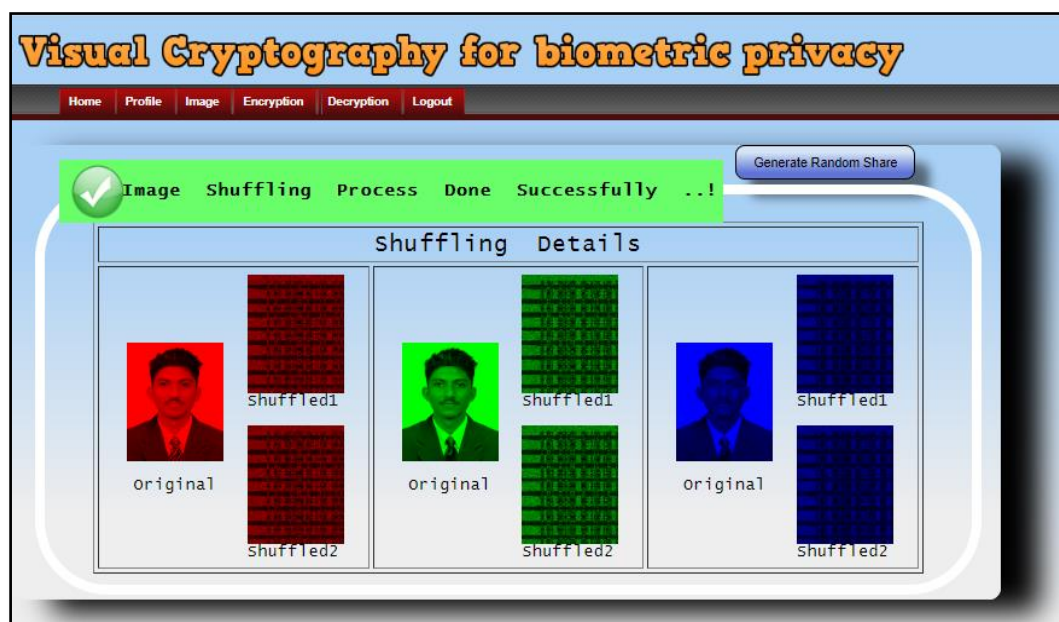 Visual Cryptography for biometric privacy
Home Profile Image Encryption Decryption Logout
Generate Random Share
Image Shuffling Process Done Successfully ..!
Shuffling Details
Shuffled1 Shuffled1 Shuffled1
Original Original Original
Shuffled2 Shuffled2 Shuffled2